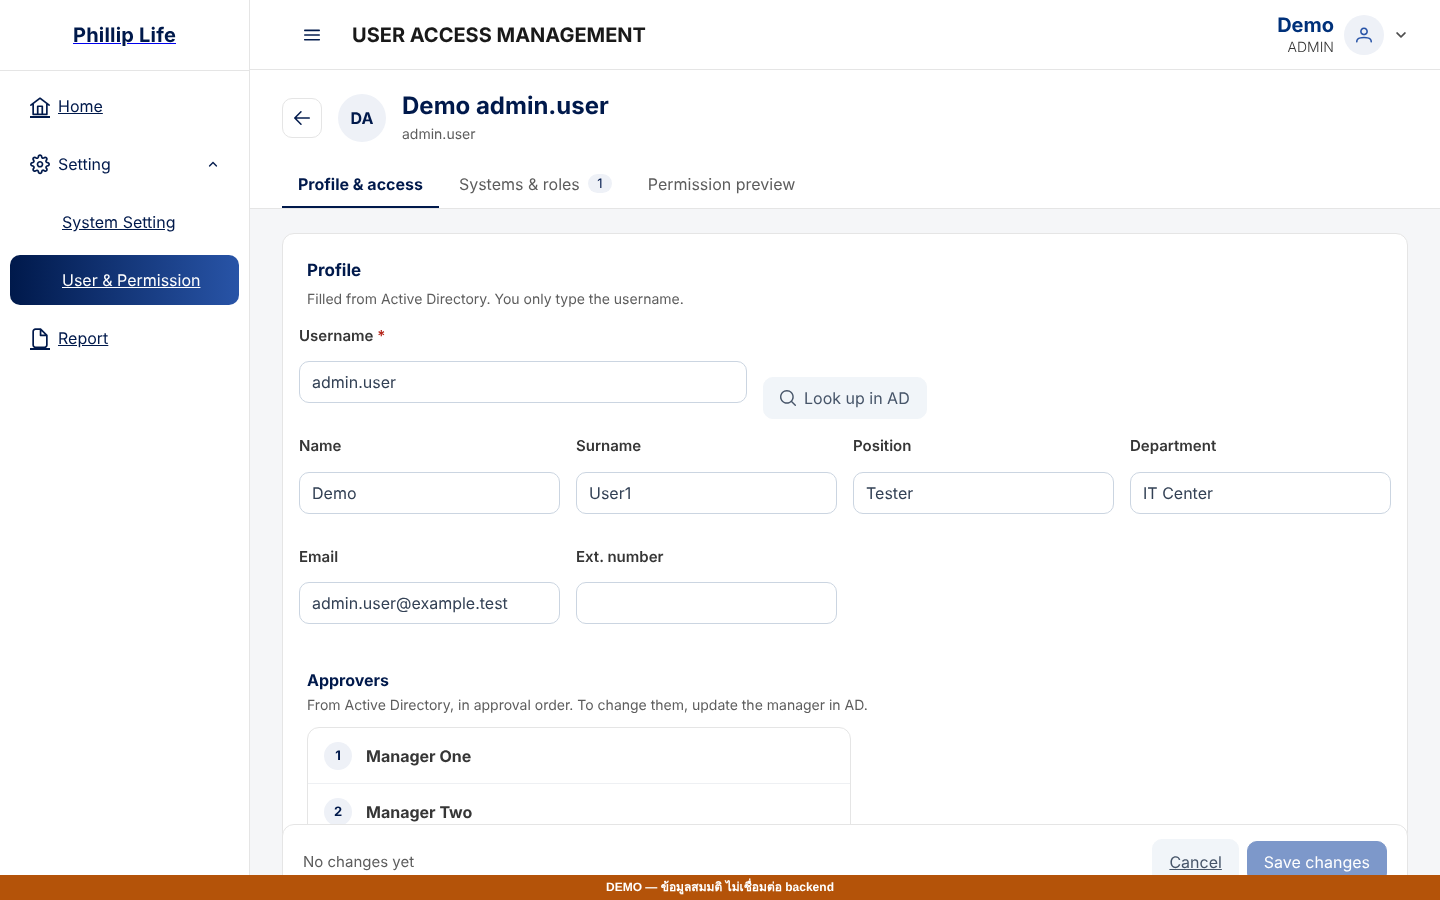 Phillip Life
USER ACCESS MANAGEMENT
Demo
ADMIN
Home
Setting
System Setting
User & Permission
Report
DA
Demo admin.user
admin.user
Profile & access
Systems & roles 1
Permission preview
Profile
Filled from Active Directory. You only type the username.
Username *
admin.user
Look up in AD
Name
Surname
Position
Department
Demo
User1
Tester
IT Center
Email
Ext. number
admin.user@example.test
Approvers
From Active Directory, in approval order. To change them, update the manager in AD.
1 Manager One
2 Manager Two
No changes yet
Cancel
Save changes
DEMO — ข้อมูลสมมติ ไม่เชื่อมต่อ backend